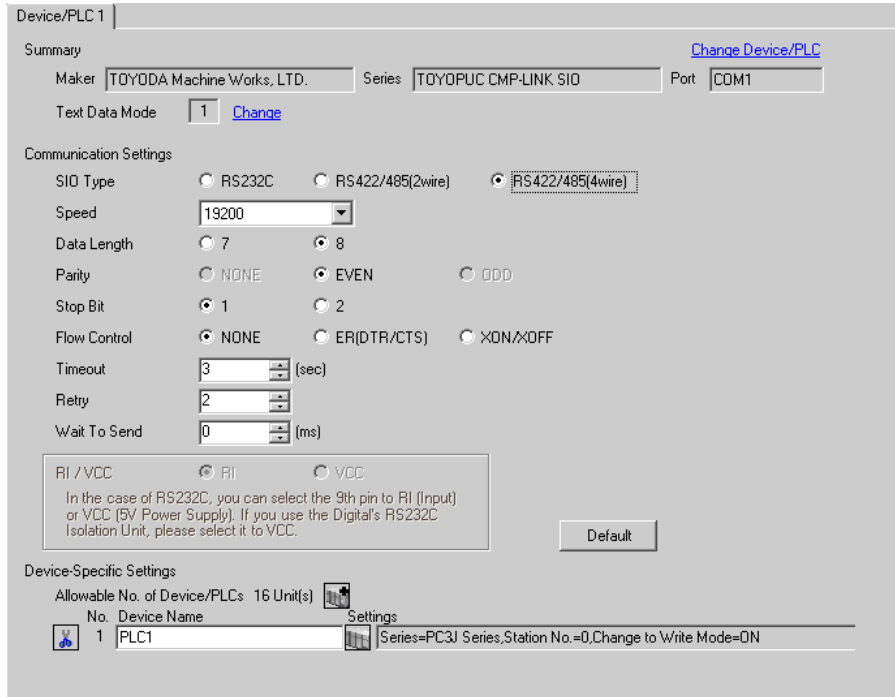 Device/PLC 1
Summary Change Device/PLC
Maker TOYODA Machine Works, LTD. Series TOYOPUC CMP-LINK SIO Port COM1
Text Data Mode 1 Change
Communication Settings
SIO Type RS232C RS422/485(2wire) RS422/485(4wire)
Speed 19200
Data Length 7 8
Parity NONE EVEN ODD
Stop Bit 1 2
Flow Control NONE ER(DTR/CTS) XON/XOFF
Timeout 3 (sec)
Retry 2
Wait To Send 0 (ms)
RI / VCC RI VCC
In the case of RS232C, you can select the 9th pin to RI (Input)
or VCC (5V Power Supply). If you use the Digital's RS232C
Isolation Unit, please select it to VCC.
Default
Device-Specific Settings
Allowable No. of Device/PLCs 16 Unit(s)
No. Device Name Settings
1 PLC1 Series=PC3J Series,Station No.=0,Change to Write Mode=ON